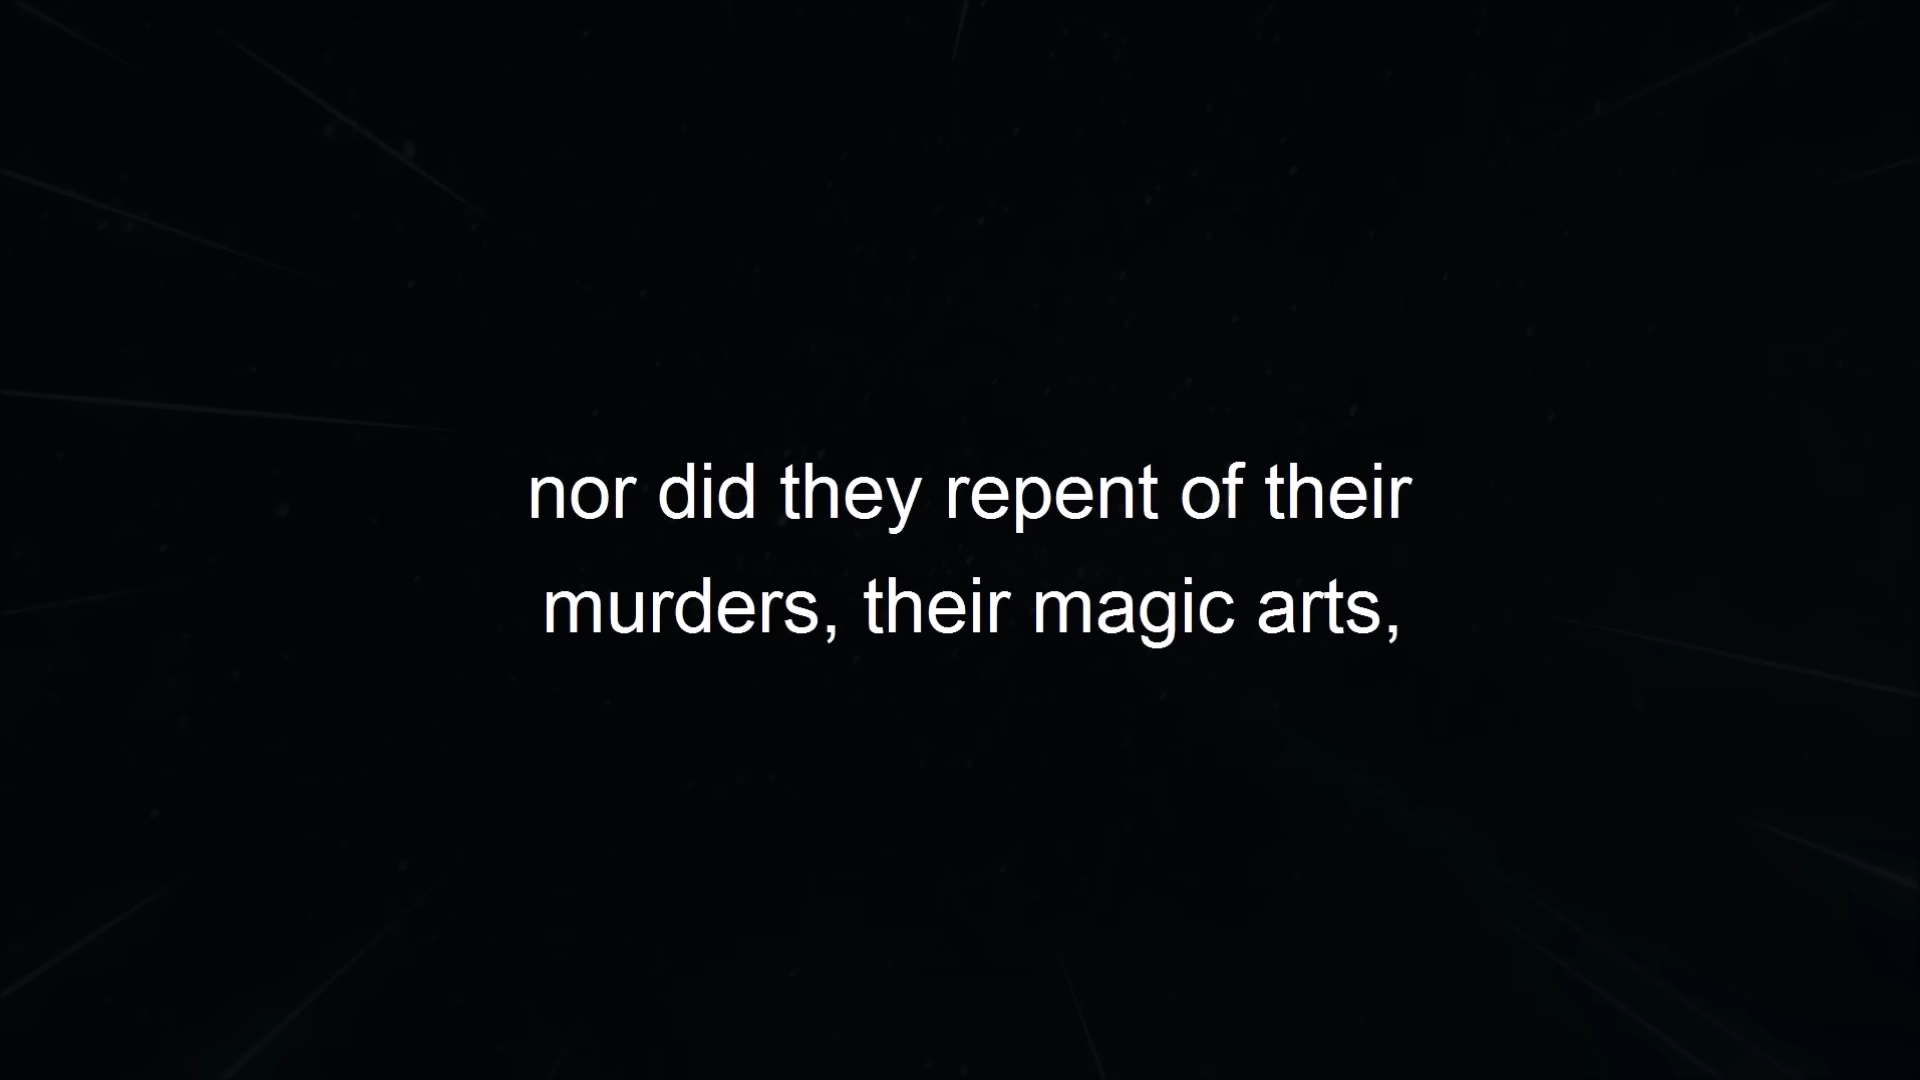 nor did they repent of their
murders, their magic arts,